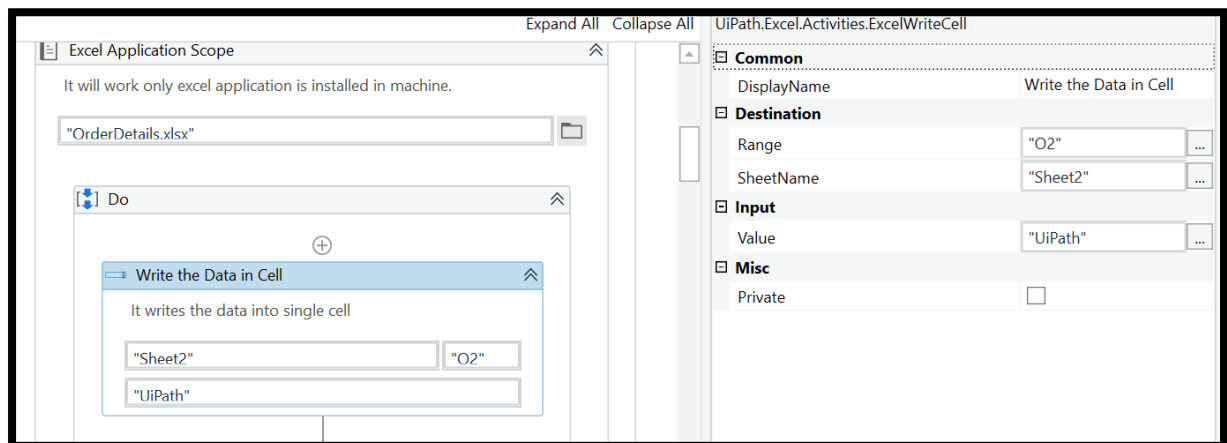 Expand All Collapse All
Excel Application Scope
It will work only excel application is installed in machine.
"OrderDetails.xlsx"
Do
Write the Data in Cell
It writes the data into single cell
"Sheet2" "O2"
"UiPath"
UiPath.Excel.Activities.ExcelWriteCell
Common
DisplayName Write the Data in Cell
Destination
Range "O2" ...
SheetName "Sheet2" ...
Input
Value "UiPath" ...
Misc
Private